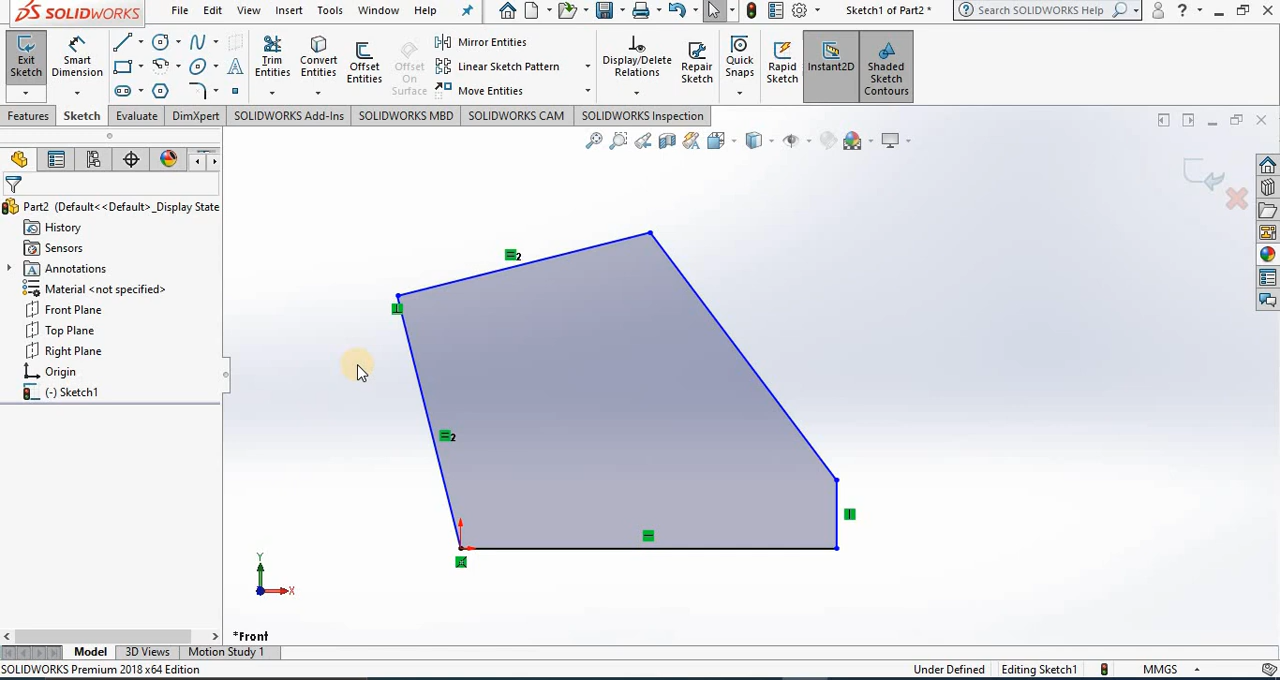 SOLIDWORKS
File Edit View Insert Tools Window Help
Sketch1 of Part2 *
Search SOLIDWORKS Help
?
Exit Sketch
Smart Dimension
A
Trim Entities
Convert Entities
Offset Entities
Offset On Surface
Mirror Entities
Linear Sketch Pattern
Move Entities
Display/Delete Relations
Repair Sketch
Quick Snaps
Rapid Sketch
Instant2D
Shaded Sketch Contours
Features Sketch Evaluate DimXpert SOLIDWORKS Add-Ins SOLIDWORKS MBD SOLIDWORKS CAM SOLIDWORKS Inspection
Part2 (Default<<Default>_Display State
History
Sensors
Annotations
Material <not specified>
Front Plane
Top Plane
Right Plane
Origin
(-) Sketch1
2
2
Y
X
*Front
Model 3D Views Motion Study 1
SOLIDWORKS Premium 2018 x64 Edition
Under Defined Editing Sketch1 MMGS